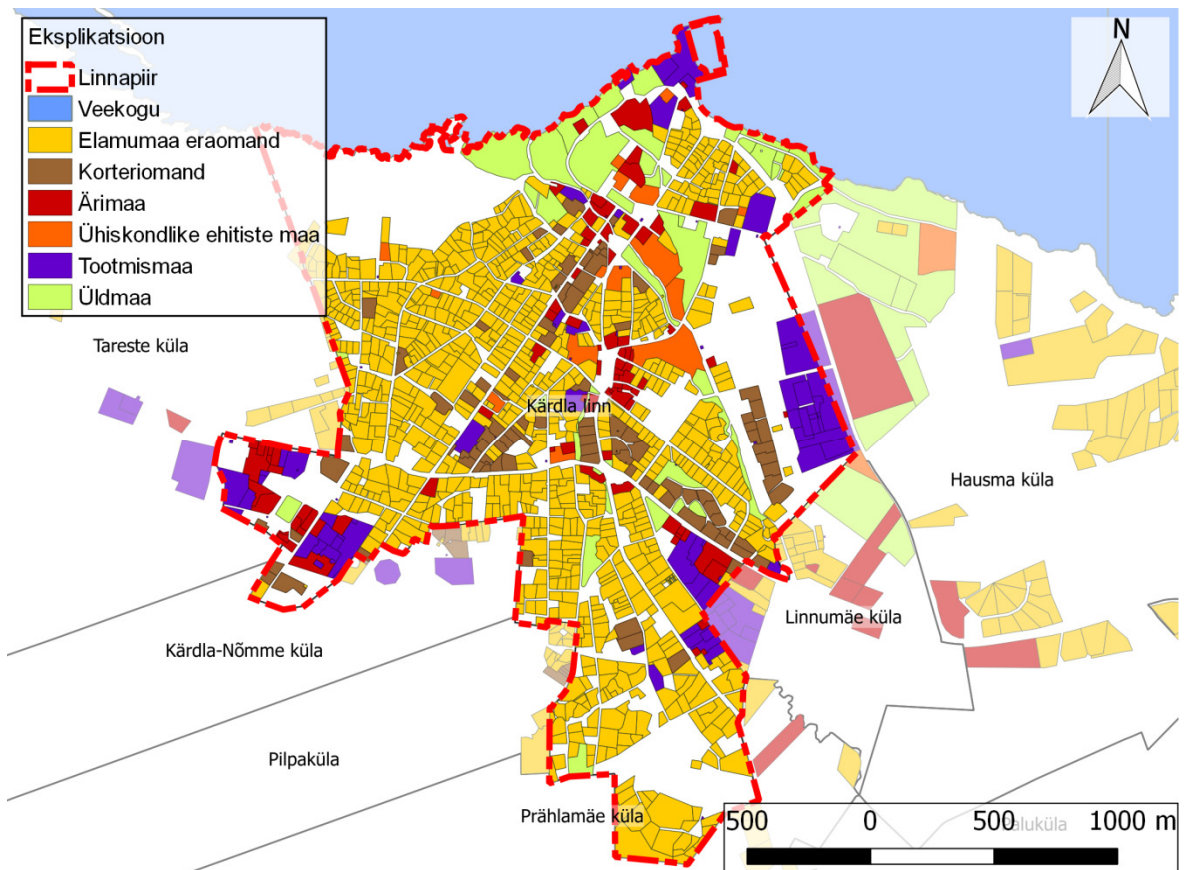 Eksplikatsioon
Linnapiir
Veekogu
Elamumaa eraomand
Korteriomand
Ärimaa
Ühiskondlike ehitiste maa
Tootmismaa
Üldmaa
N
Tareste küla
Kärdla linn
Hausma küla
Linnumäe küla
Kärdla-Nõmme küla
Pilpaküla
Prählamäe küla
Paluküla
500 0 500 1000 m